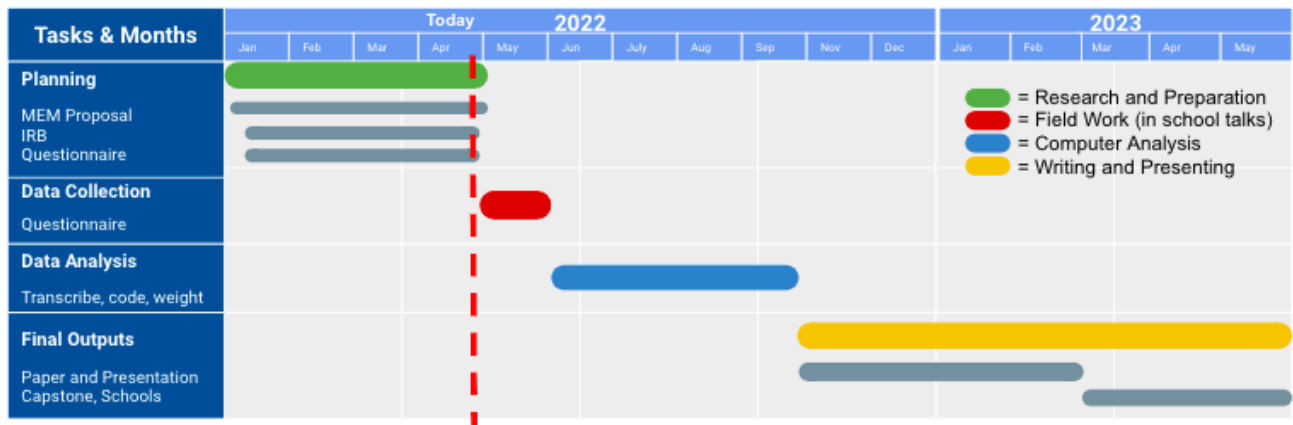 Tasks & Months
Today
2022
2023
Jan Feb Mar Apr May Jun July Aug Sep Nov Dec Jan Feb Mar Apr May
Planning
MEM Proposal
IRB
Questionnaire
= Research and Preparation
= Field Work (in school talks)
= Computer Analysis
= Writing and Presenting
Data Collection
Questionnaire
Data Analysis
Transcribe, code, weight
Final Outputs
Paper and Presentation
Capstone, Schools